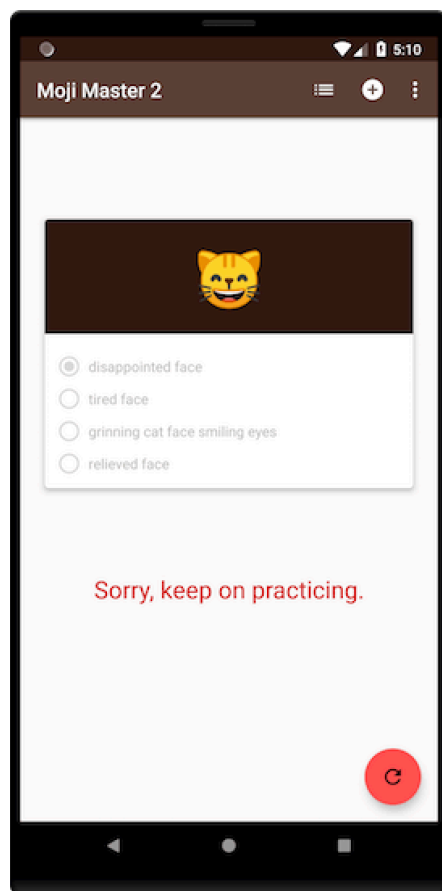 5:10
Moji Master 2
disappointed face
tired face
grinning cat face smiling eyes
relieved face
Sorry, keep on practicing.